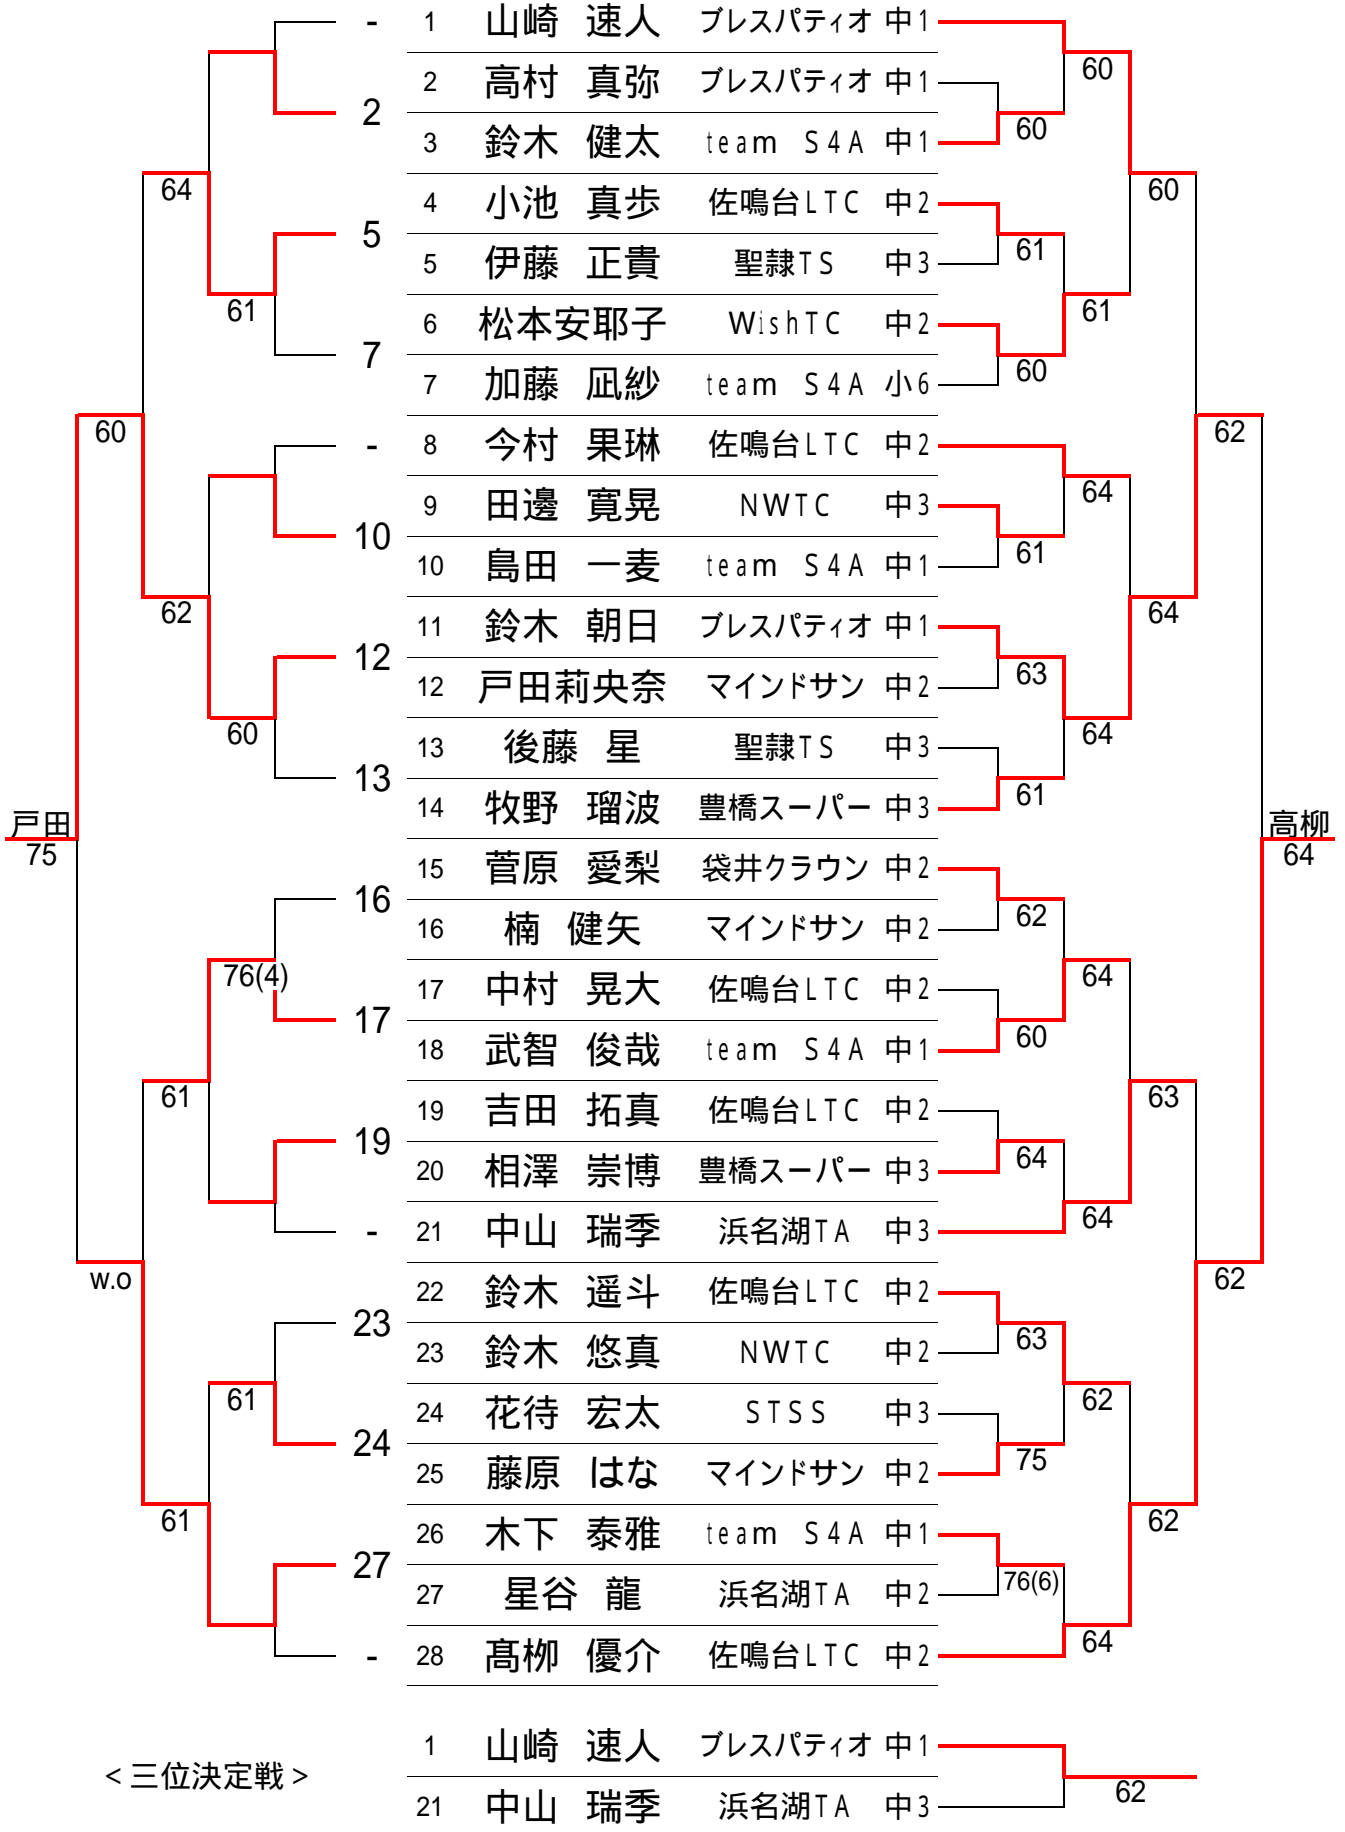 - 1 山崎 速人 ブレスパティオ 中1
60
2 高村 真弥 ブレスパティオ 中1
2 60
3 鈴木 健太 team S4A 中1
64 60
4 小池 真歩 佐鳴台LTC 中2
5 61
5 伊藤 正貴 聖隷TS 中3
61 61
6 松本安耶子 WishTC 中2
7 60
7 加藤 凪紗 team S4A 小6
60 62
- 8 今村 果琳 佐鳴台LTC 中2
64
9 田邊 寛晃 NWTC 中3
10 61
10 島田 一麦 team S4A 中1
62 64
11 鈴木 朝日 ブレスパティオ 中1
12 63
12 戸田莉央奈 マインドサン 中2
60 64
13 後藤 星 聖隷TS 中3
13 61
14 牧野 瑠波 豊橋スーパー 中3
戸田 高柳
75 64
15 菅原 愛梨 袋井クラウン 中2
16 62
16 楠 健矢 マインドサン 中2
76(4) 64
17 中村 晃大 佐鳴台LTC 中2
17 60
18 武智 俊哉 team S4A 中1
61 63
19 吉田 拓真 佐鳴台LTC 中2
19 64
20 相澤 崇博 豊橋スーパー 中3
64
- 21 中山 瑞季 浜名湖TA 中3
w.o 62
22 鈴木 遥斗 佐鳴台LTC 中2
23 63
23 鈴木 悠真 NWTC 中2
61 62
24 花待 宏太 STSS 中3
24 75
25 藤原 はな マインドサン 中2
61 62
26 木下 泰雅 team S4A 中1
27 76(6)
27 星谷 龍 浜名湖TA 中2
64
- 28 髙栁 優介 佐鳴台LTC 中2
1 山崎 速人 ブレスパティオ 中1
<三位決定戦> 62
21 中山 瑞季 浜名湖TA 中3